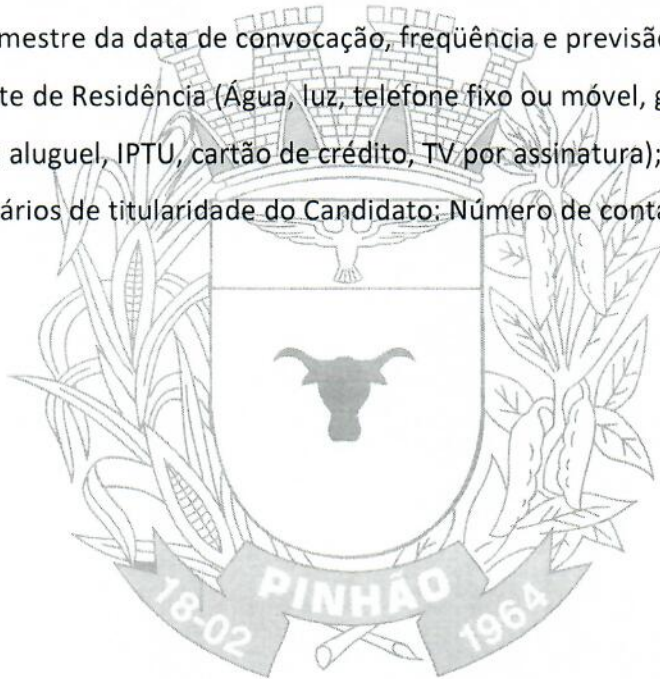 mestre da data de convocação, freqüência e previsão
te de Residência (Água, luz, telefone fixo ou móvel, g
aluguel, IPTU, cartão de crédito, TV por assinatura);
ários de titularidade do Candidato: Número de conta
PINHÃO
18-02
1964